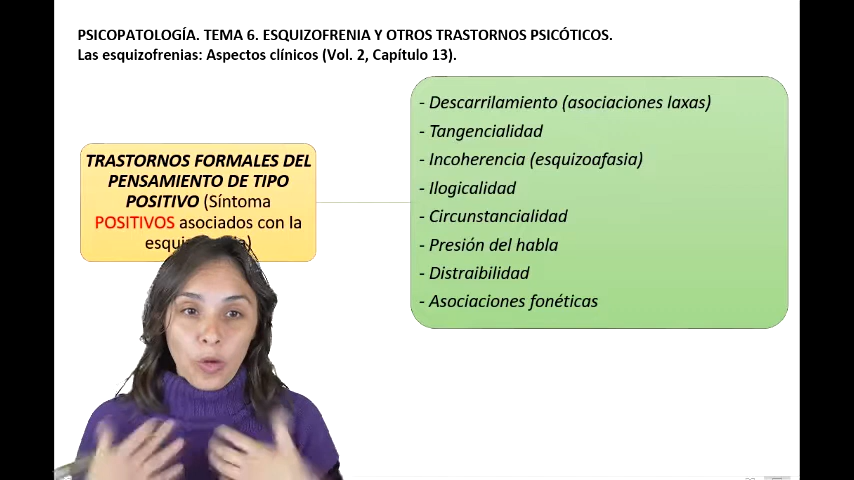 PSICOPATOLOGÍA. TEMA 6. ESQUIZOFRENIA Y OTROS TRASTORNOS PSICÓTICOS.
Las esquizofrenias: Aspectos clínicos (Vol. 2, Capítulo 13).
TRASTORNOS FORMALES DEL
PENSAMIENTO DE TIPO
POSITIVO (Síntoma
POSITIVOS asociados con la
- Descarrilamiento (asociaciones laxas)
- Tangencialidad
- Incoherencia (esquizoafasia)
- Ilogicalidad
- Circunstancialidad
- Presión del habla
- Distraibilidad
- Asociaciones fonéticas